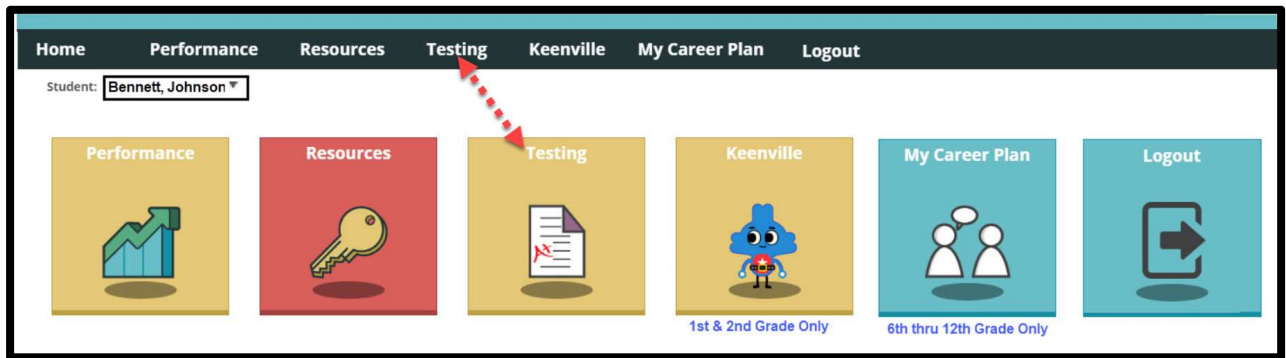 Home Performance Resources Testing Keenville My Career Plan Logout
Student: Bennett, Johnson
Performance Resources Testing Keenville My Career Plan Logout
A+
1st & 2nd Grade Only 6th thru 12th Grade Only